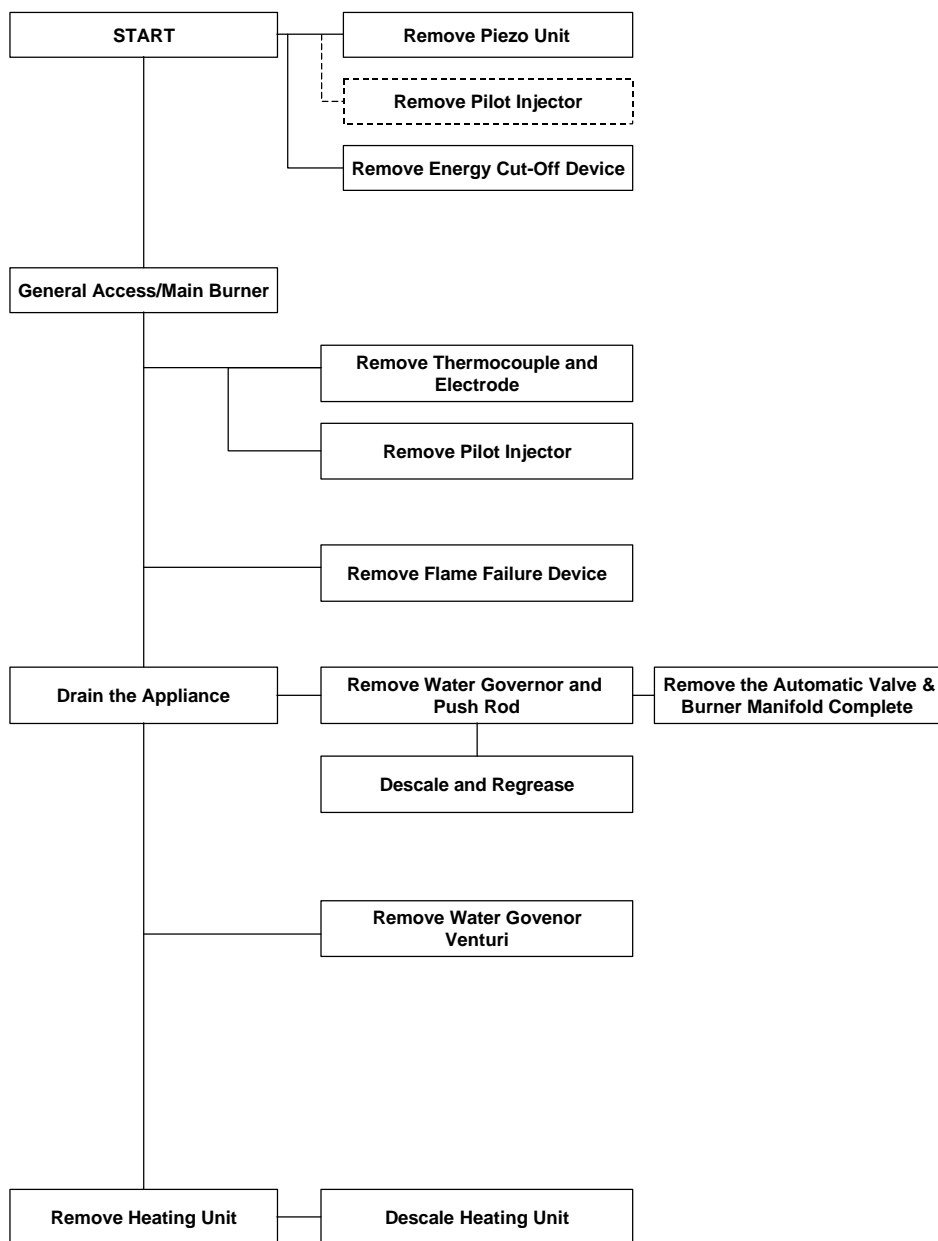 START
Remove Piezo Unit
Remove Pilot Injector
Remove Energy Cut-Off Device
General Access/Main Burner
Remove Thermocouple and
Electrode
Remove Pilot Injector
Remove Flame Failure Device
Drain the Appliance
Remove Water Governor and
Push Rod
Remove the Automatic Valve &
Burner Manifold Complete
Descale and Regrease
Remove Water Govenor
Venturi
Remove Heating Unit
Descale Heating Unit